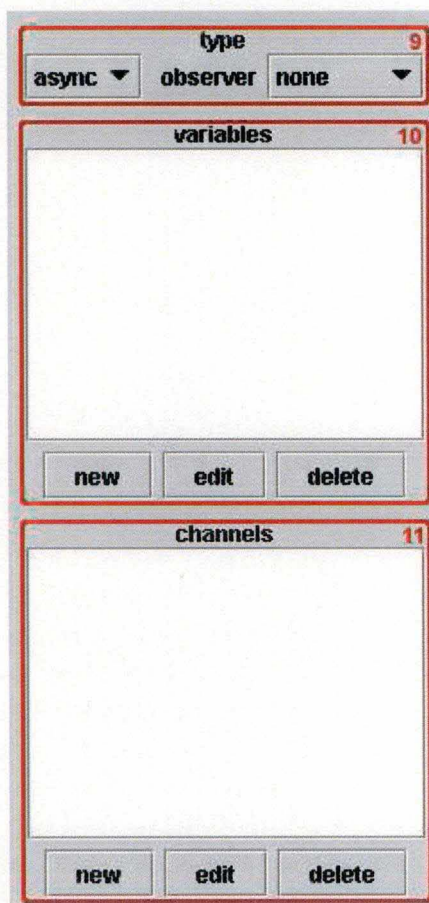 type 9
async observer none
variables 10
new edit delete
channels 11
new edit delete